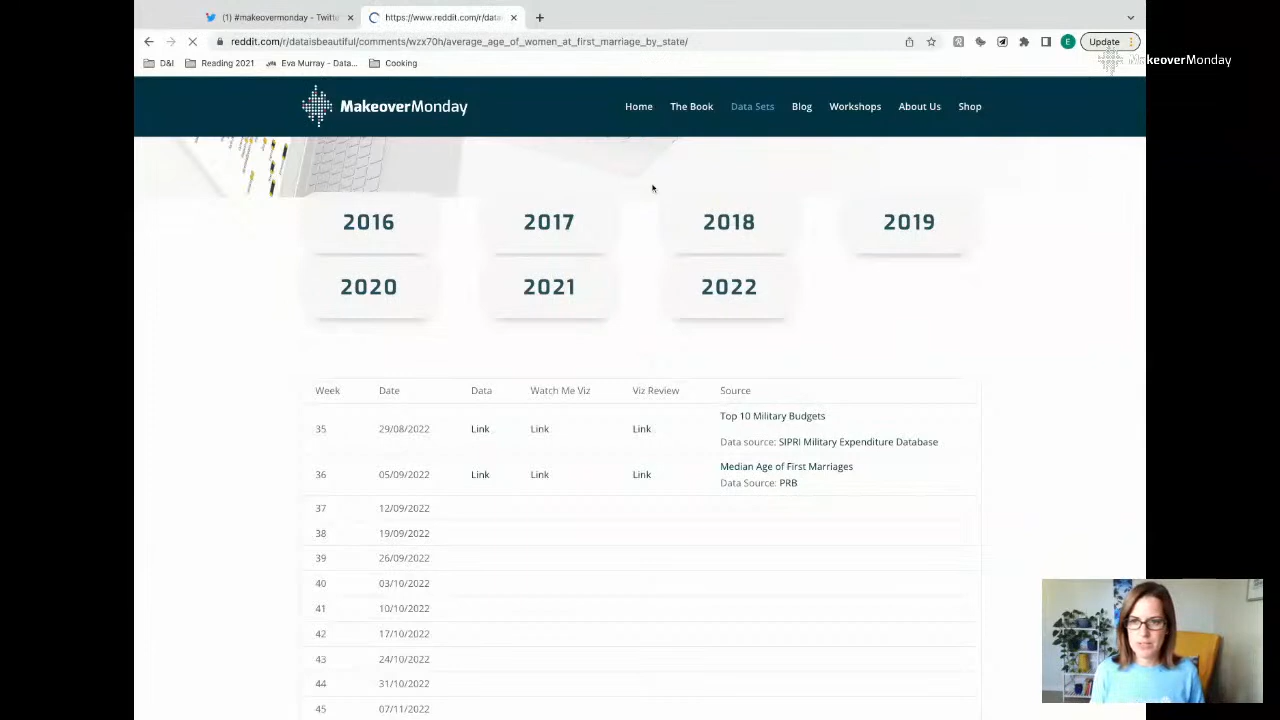 (1) #makeovermonday - Twitte
https://www.reddit.com/r/data
reddit.com/r/dataisbeautiful/comments/wzx70h/average_age_of_women_at_first_marriage_by_state/
E
Update
D&I
Reading 2021
Eva Murray - Data...
Cooking
MakeoverMonday
MakeoverMonday
Home
The Book
Data Sets
Blog
Workshops
About Us
Shop
2016
2017
2018
2019
2020
2021
2022
Week Date Data Watch Me Viz Viz Review Source
35 29/08/2022 Link Link Link Top 10 Military Budgets
Data source: SIPRI Military Expenditure Database
36 05/09/2022 Link Link Link Median Age of First Marriages
Data Source: PRB
37 12/09/2022
38 19/09/2022
39 26/09/2022
40 03/10/2022
41 10/10/2022
42 17/10/2022
43 24/10/2022
44 31/10/2022
45 07/11/2022